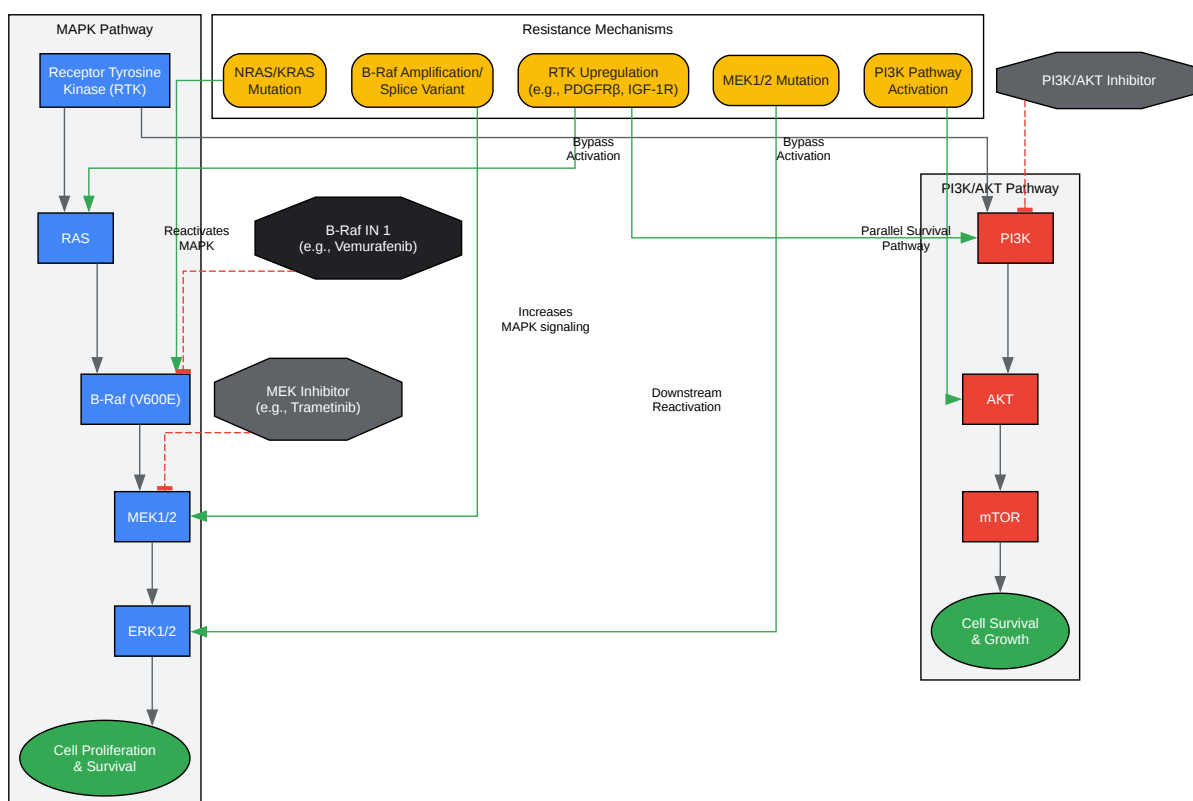 MAPK Pathway
Resistance Mechanisms
Receptor Tyrosine
Kinase (RTK)
NRAS/KRAS
Mutation
B-Raf Amplification/
Splice Variant
RTK Upregulation
(e.g., PDGFRβ, IGF-1R)
MEK1/2 Mutation
PI3K Pathway
Activation
PI3K/AKT Inhibitor
Bypass
Activation
Bypass
Activation
PI3K/AKT Pathway
RAS
Reactivates
MAPK
B-Raf IN 1
(e.g., Vemurafenib)
Parallel Survival
Pathway
PI3K
Increases
MAPK signaling
B-Raf (V600E)
MEK Inhibitor
(e.g., Trametinib)
Downstream
Reactivation
AKT
MEK1/2
mTOR
ERK1/2
Cell Survival
& Growth
Cell Proliferation
& Survival